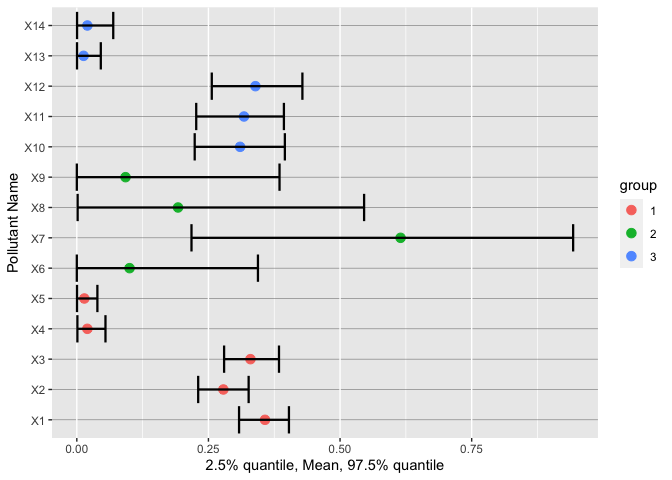 X14
X13
X12
X11
X10
X9
X8
X7
X6
X5
X4
X3
X2
X1
Pollutant Name
0.00 0.25 0.50 0.75
2.5% quantile, Mean, 97.5% quantile
group
1
2
3